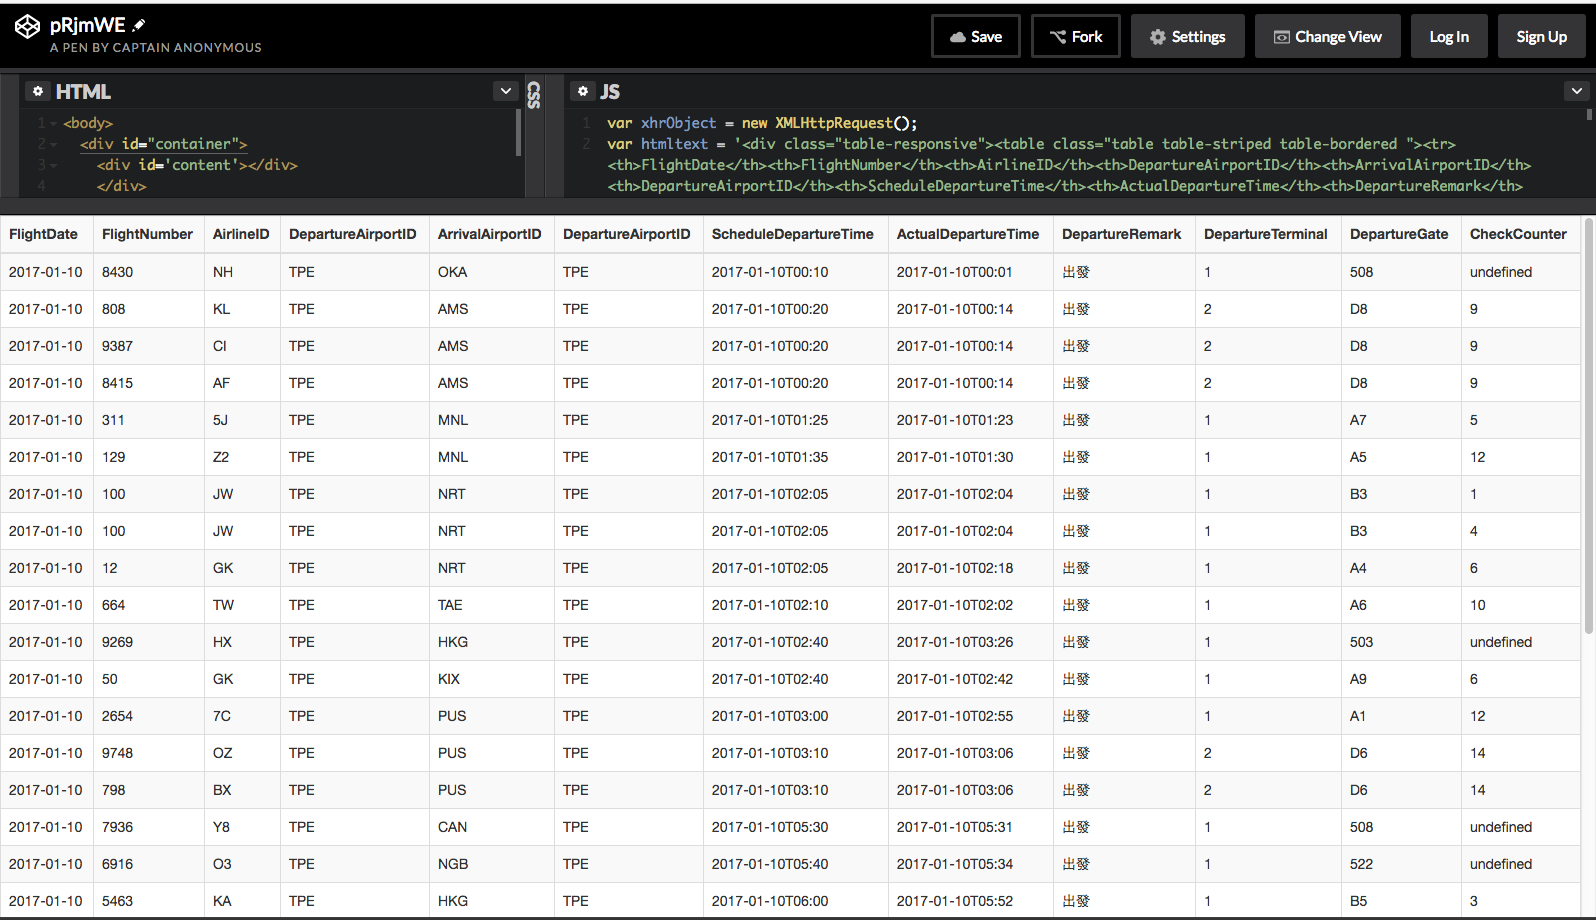 pRjmWE
A PEN BY CAPTAIN ANONYMOUS
Save Fork Settings Change View Log In Sign Up
HTML
1 <body>
2 <div id="container">
3 <div id='content'></div>
4 </div>
CSS
JS
1 var xhrObject = new XMLHttpRequest();
2 var htmltext = '<div class="table-responsive"><table class="table table-striped table-bordered "><tr>
<th>FlightDate</th><th>FlightNumber</th><th>AirlineID</th><th>DepartureAirportID</th><th>ArrivalAirportID</th>
<th>DepartureAirportID</th><th>ScheduleDepartureTime</th><th>ActualDepartureTime</th><th>DepartureRemark</th>
FlightDate FlightNumber AirlineID DepartureAirportID ArrivalAirportID DepartureAirportID ScheduleDepartureTime ActualDepartureTime DepartureRemark DepartureTerminal DepartureGate CheckCounter
2017-01-10 8430 NH TPE OKA TPE 2017-01-10T00:10 2017-01-10T00:01 出發 1 508 undefined
2017-01-10 808 KL TPE AMS TPE 2017-01-10T00:20 2017-01-10T00:14 出發 2 D8 9
2017-01-10 9387 CI TPE AMS TPE 2017-01-10T00:20 2017-01-10T00:14 出發 2 D8 9
2017-01-10 8415 AF TPE AMS TPE 2017-01-10T00:20 2017-01-10T00:14 出發 2 D8 9
2017-01-10 311 5J TPE MNL TPE 2017-01-10T01:25 2017-01-10T01:23 出發 1 A7 5
2017-01-10 129 Z2 TPE MNL TPE 2017-01-10T01:35 2017-01-10T01:30 出發 1 A5 12
2017-01-10 100 JW TPE NRT TPE 2017-01-10T02:05 2017-01-10T02:04 出發 1 B3 1
2017-01-10 100 JW TPE NRT TPE 2017-01-10T02:05 2017-01-10T02:04 出發 1 B3 4
2017-01-10 12 GK TPE NRT TPE 2017-01-10T02:05 2017-01-10T02:18 出發 1 A4 6
2017-01-10 664 TW TPE TAE TPE 2017-01-10T02:10 2017-01-10T02:02 出發 1 A6 10
2017-01-10 9269 HX TPE HKG TPE 2017-01-10T02:40 2017-01-10T03:26 出發 1 503 undefined
2017-01-10 50 GK TPE KIX TPE 2017-01-10T02:40 2017-01-10T02:42 出發 1 A9 6
2017-01-10 2654 7C TPE PUS TPE 2017-01-10T03:00 2017-01-10T02:55 出發 1 A1 12
2017-01-10 9748 OZ TPE PUS TPE 2017-01-10T03:10 2017-01-10T03:06 出發 2 D6 14
2017-01-10 798 BX TPE PUS TPE 2017-01-10T03:10 2017-01-10T03:06 出發 2 D6 14
2017-01-10 7936 Y8 TPE CAN TPE 2017-01-10T05:30 2017-01-10T05:31 出發 1 508 undefined
2017-01-10 6916 O3 TPE NGB TPE 2017-01-10T05:40 2017-01-10T05:34 出發 1 522 undefined
2017-01-10 5463 KA TPE HKG TPE 2017-01-10T06:00 2017-01-10T05:52 出發 1 B5 3